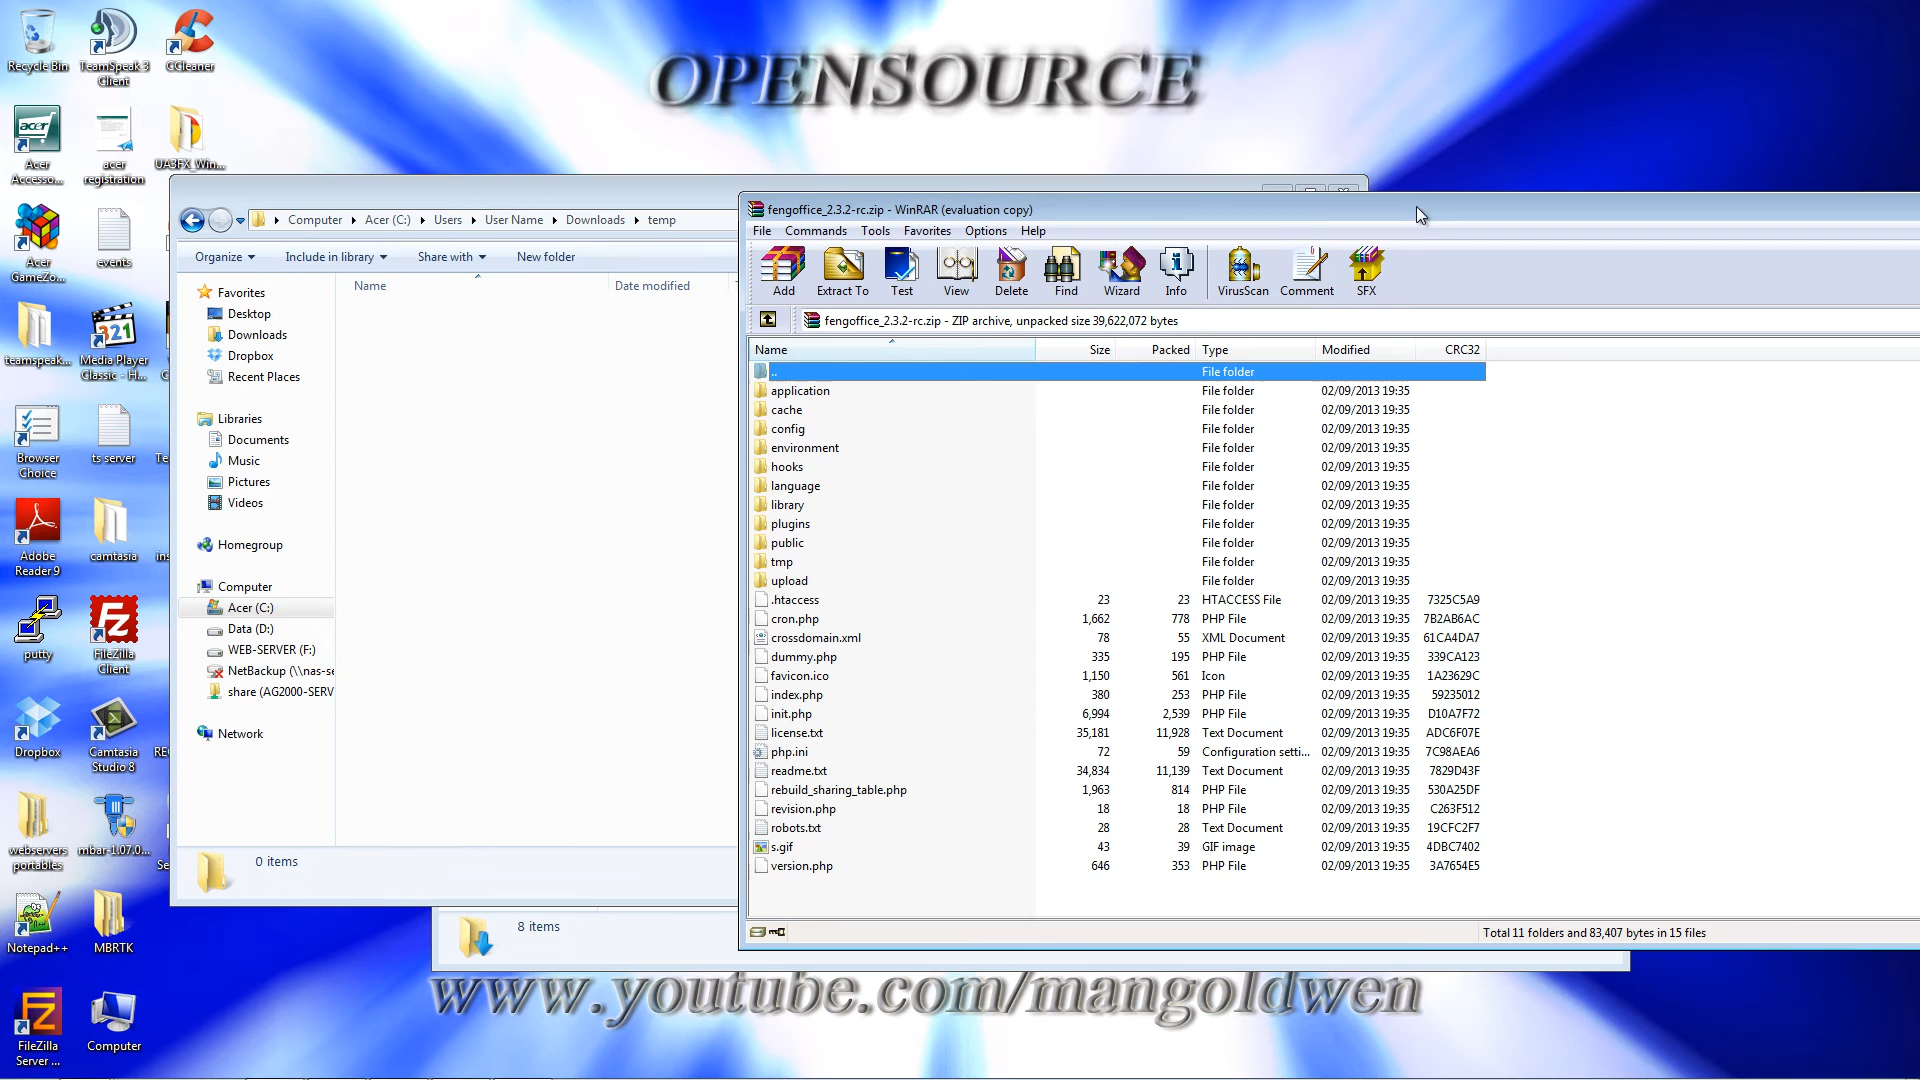 OPENSOURCE
Recycle Bin
TeamSpeak 3 Client
CCleaner
Acer Accesso...
acer registration
UA3FX_Win...
Acer GameZo...
events
teamspeak...
Media Player Classic - H...
Browser Choice
ts server
Adobe Reader 9
camtasia
putty
FileZilla Client
Dropbox
Camtasia Studio 8
webservers portables
mbar-1.07.0...
Notepad++
MBRTK
FileZilla Server ...
Computer
Computer
Acer (C:)
Users
User Name
Downloads
temp
Organize
Include in library
Share with
New folder
Name
Date modified
Favorites
Desktop
Downloads
Dropbox
Recent Places
Libraries
Documents
Music
Pictures
Videos
Homegroup
Computer
Acer (C:)
Data (D:)
WEB-SERVER (F:)
NetBackup (\\nas-se
share (AG2000-SERV
Network
0 items
8 items
fengoffice_2.3.2-rc.zip - WinRAR (evaluation copy)
File Commands Tools Favorites Options Help
Add Extract To Test View Delete Find Wizard Info VirusScan Comment SFX
fengoffice_2.3.2-rc.zip - ZIP archive, unpacked size 39,622,072 bytes
Name Size Packed Type Modified CRC32
.. File folder
application File folder 02/09/2013 19:35
cache File folder 02/09/2013 19:35
config File folder 02/09/2013 19:35
environment File folder 02/09/2013 19:35
hooks File folder 02/09/2013 19:35
language File folder 02/09/2013 19:35
library File folder 02/09/2013 19:35
plugins File folder 02/09/2013 19:35
public File folder 02/09/2013 19:35
tmp File folder 02/09/2013 19:35
upload File folder 02/09/2013 19:35
.htaccess 23 23 HTACCESS File 02/09/2013 19:35 7325C5A9
cron.php 1,662 778 PHP File 02/09/2013 19:35 7B2AB6AC
crossdomain.xml 78 55 XML Document 02/09/2013 19:35 61CA4DA7
dummy.php 335 195 PHP File 02/09/2013 19:35 339CA123
favicon.ico 1,150 561 Icon 02/09/2013 19:35 1A23629C
index.php 380 253 PHP File 02/09/2013 19:35 59235012
init.php 6,994 2,539 PHP File 02/09/2013 19:35 D10A7F72
license.txt 35,181 11,928 Text Document 02/09/2013 19:35 ADC6F07E
php.ini 72 59 Configuration setti... 02/09/2013 19:35 7C98AEA6
readme.txt 34,834 11,139 Text Document 02/09/2013 19:35 7829D43F
rebuild_sharing_table.php 1,963 814 PHP File 02/09/2013 19:35 530A25DF
revision.php 18 18 PHP File 02/09/2013 19:35 C263F512
robots.txt 28 28 Text Document 02/09/2013 19:35 19CFC2F7
s.gif 43 39 GIF image 02/09/2013 19:35 4DBC7402
version.php 646 353 PHP File 02/09/2013 19:35 3A7654E5
Total 11 folders and 83,407 bytes in 15 files
www.youtube.com/mangoldwen